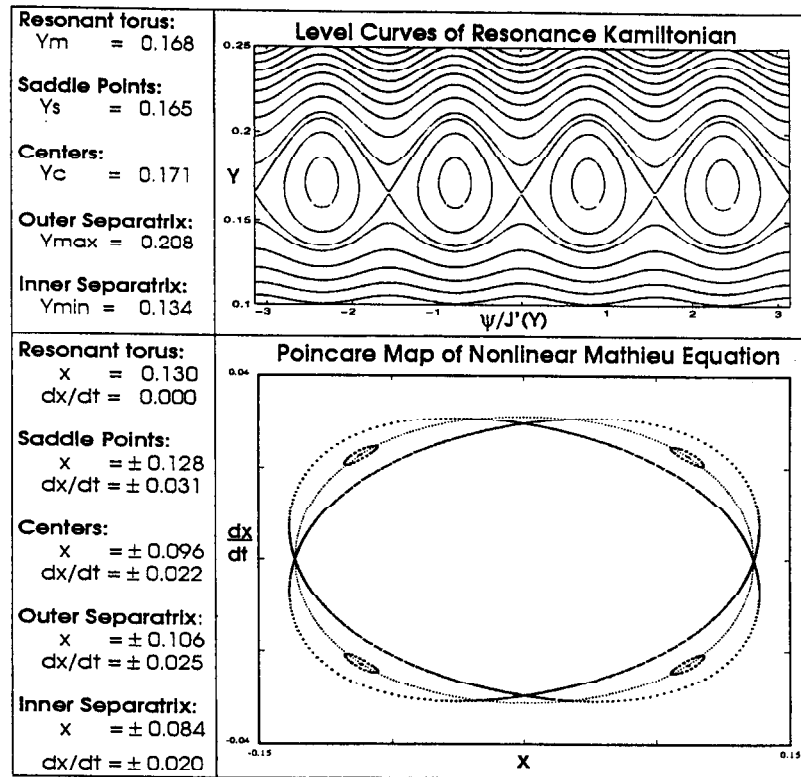 Resonant torus:
Ym = 0.168
Saddle Points:
Ys = 0.165
Centers:
Yc = 0.171
Outer Separatrix:
Ymax = 0.208
Inner Separatrix:
Ymin = 0.134
Level Curves of Resonance Kamiltonian
0.25
0.2
Y
0.15
0.1
-3 -2 -1 0 1 2 3
Ψ/J'(Y)
Resonant torus:
x = 0.130
dx/dt = 0.000
Saddle Points:
x = ± 0.128
dx/dt = ± 0.031
Centers:
x = ± 0.096
dx/dt = ± 0.022
Outer Separatrix:
x = ± 0.106
dx/dt = ± 0.025
Inner Separatrix:
x = ± 0.084
dx/dt = ± 0.020
Poincare Map of Nonlinear Mathieu Equation
0.04
dx
dt
-0.04
-0.15 0.15
X